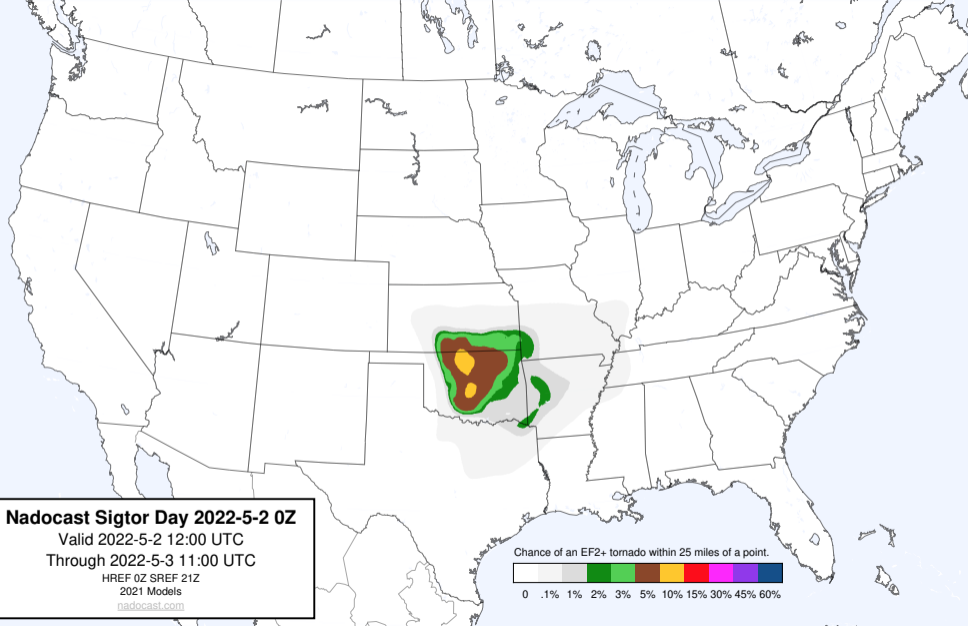 Nadocast Sigtor Day 2022-5-2 0Z
Valid 2022-5-2 12:00 UTC
Through 2022-5-3 11:00 UTC
HREF 0Z SREF 21Z
2021 Models
nadocast.com
Chance of an EF2+ tornado within 25 miles of a point.
0 .1% 1% 2% 3% 5% 10% 15% 30% 45% 60%